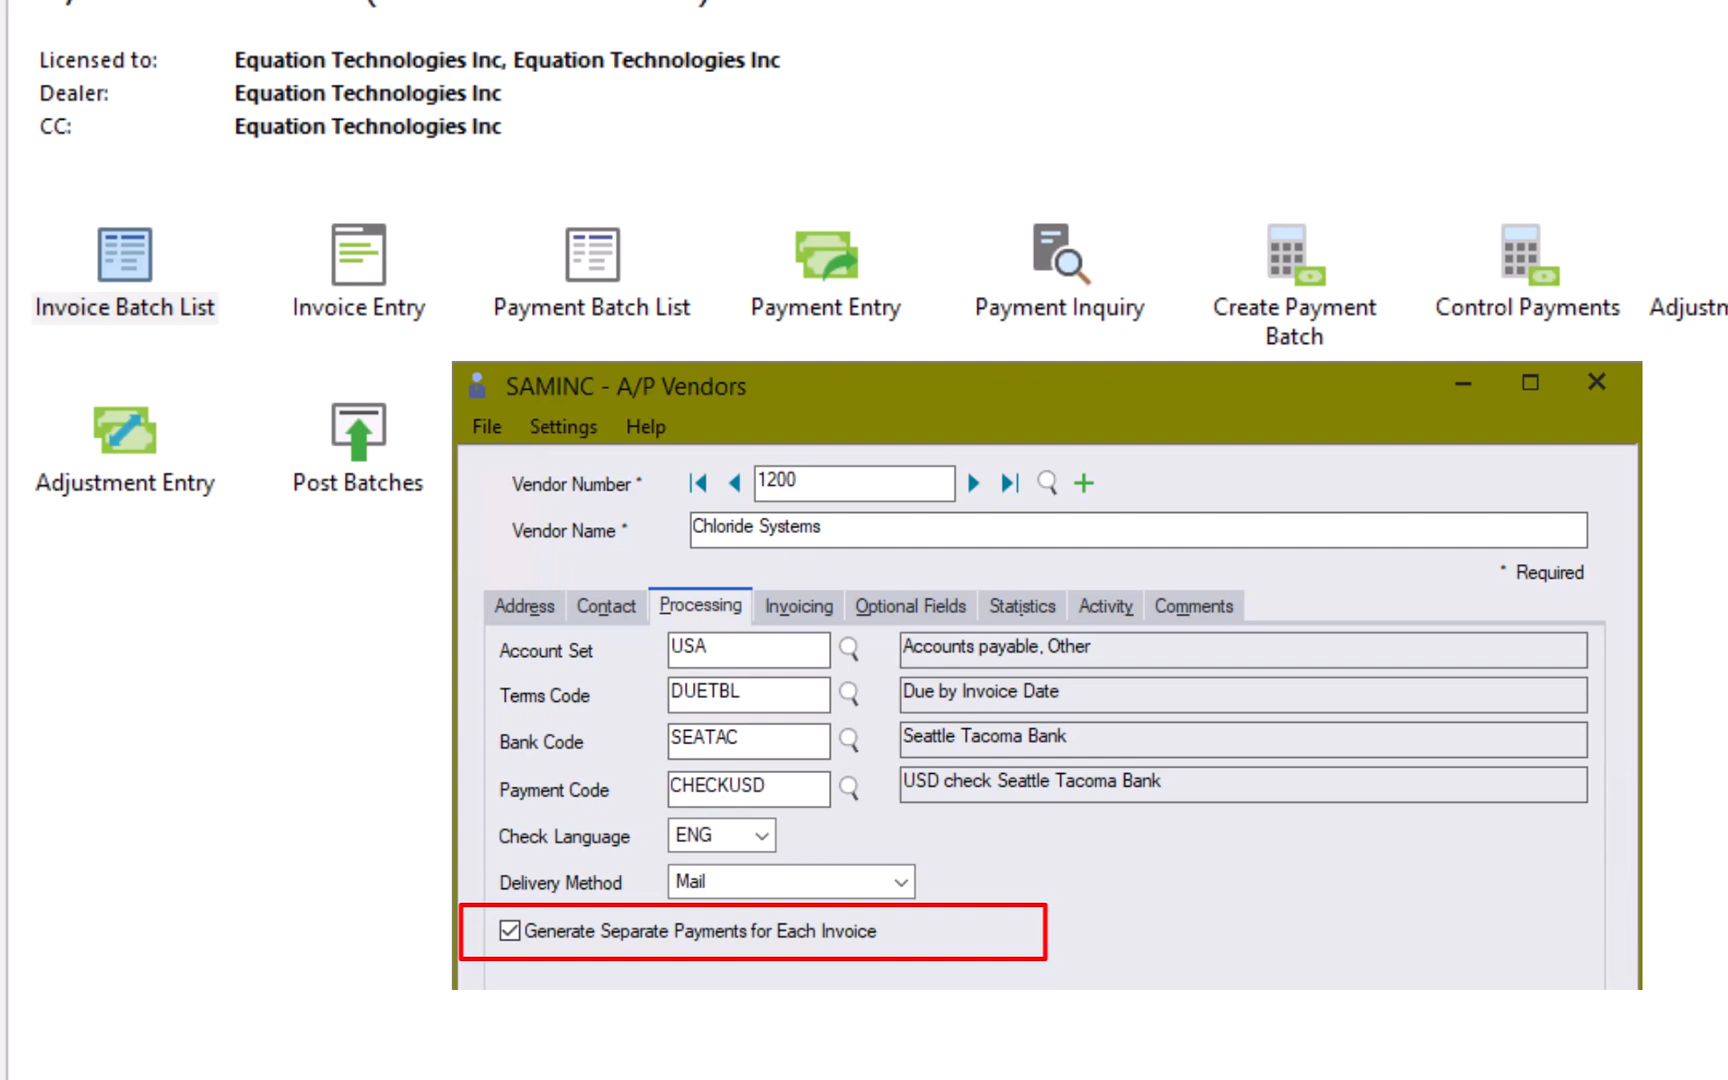 Licensed to: Equation Technologies Inc, Equation Technologies Inc
Dealer: Equation Technologies Inc
CC: Equation Technologies Inc
Invoice Batch List
Invoice Entry
Payment Batch List
Payment Entry
Payment Inquiry
Create Payment
Batch
Control Payments
Adjustm
Adjustment Entry
Post Batches
SAMINC - A/P Vendors
File Settings Help
Vendor Number * 1200
Vendor Name * Chloride Systems
* Required
Address Contact Processing Invoicing Optional Fields Statistics Activity Comments
Account Set USA Accounts payable, Other
Terms Code DUETBL Due by Invoice Date
Bank Code SEATAC Seattle Tacoma Bank
Payment Code CHECKUSD USD check Seattle Tacoma Bank
Check Language ENG
Delivery Method Mail
Generate Separate Payments for Each Invoice